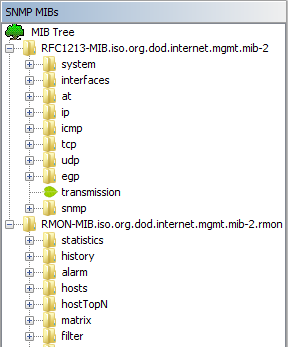 SNMP MIBs
MIB Tree
RFC1213-MIB.iso.org.dod.internet.mgmt.mib-2
system
interfaces
at
ip
icmp
tcp
udp
egp
transmission
snmp
RMON-MIB.iso.org.dod.internet.mgmt.mib-2.rmon
statistics
history
alarm
hosts
hostTopN
matrix
filter